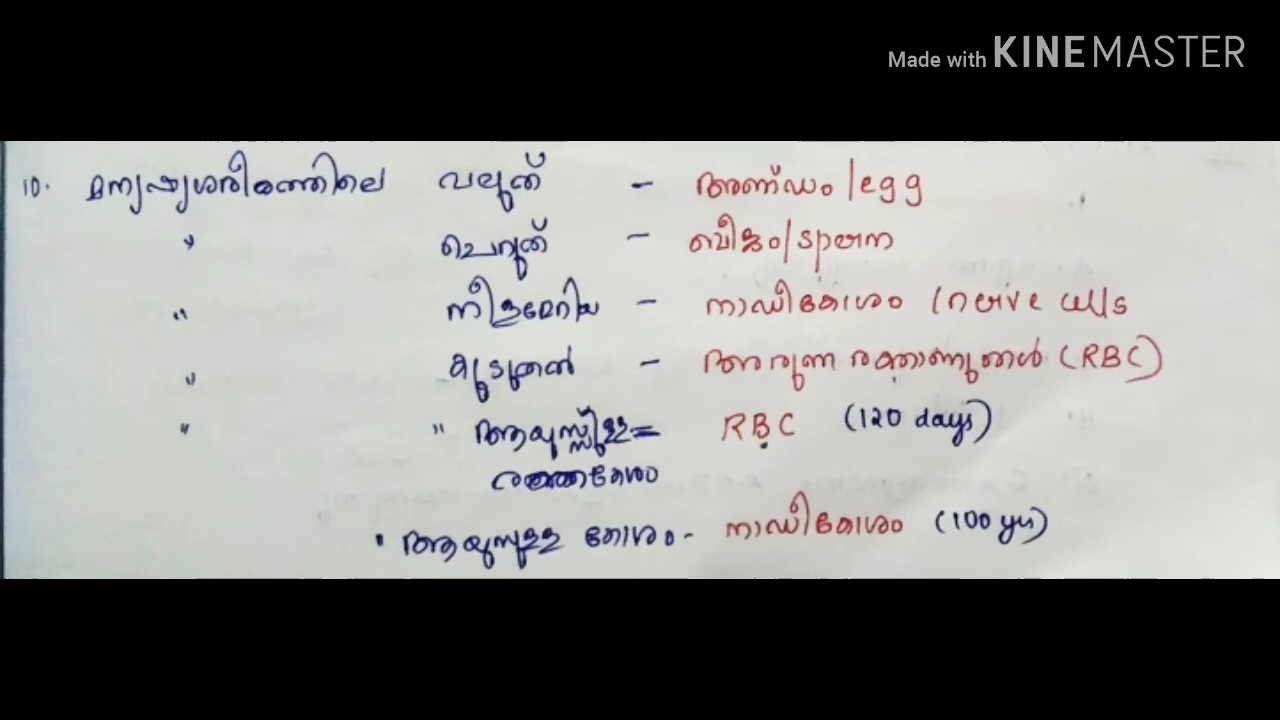 Made with KINEMASTER
10. മനുഷ്യശരീരത്തിലെ വലുത് - അണ്ഡം/egg
" ചെറുത് - ബീജം/sperm
" നീളമേറിയ - നാഡീകോശം (nerve cells
" കൂടുതൽ - അരുണ രക്താണുക്കൾ (RBC)
" " ആയുസ്സുള്ള = RBC (120 days)
രക്തകോശം
" ആയുസുള്ള കോശം - നാഡീകോശം (100 yrs)